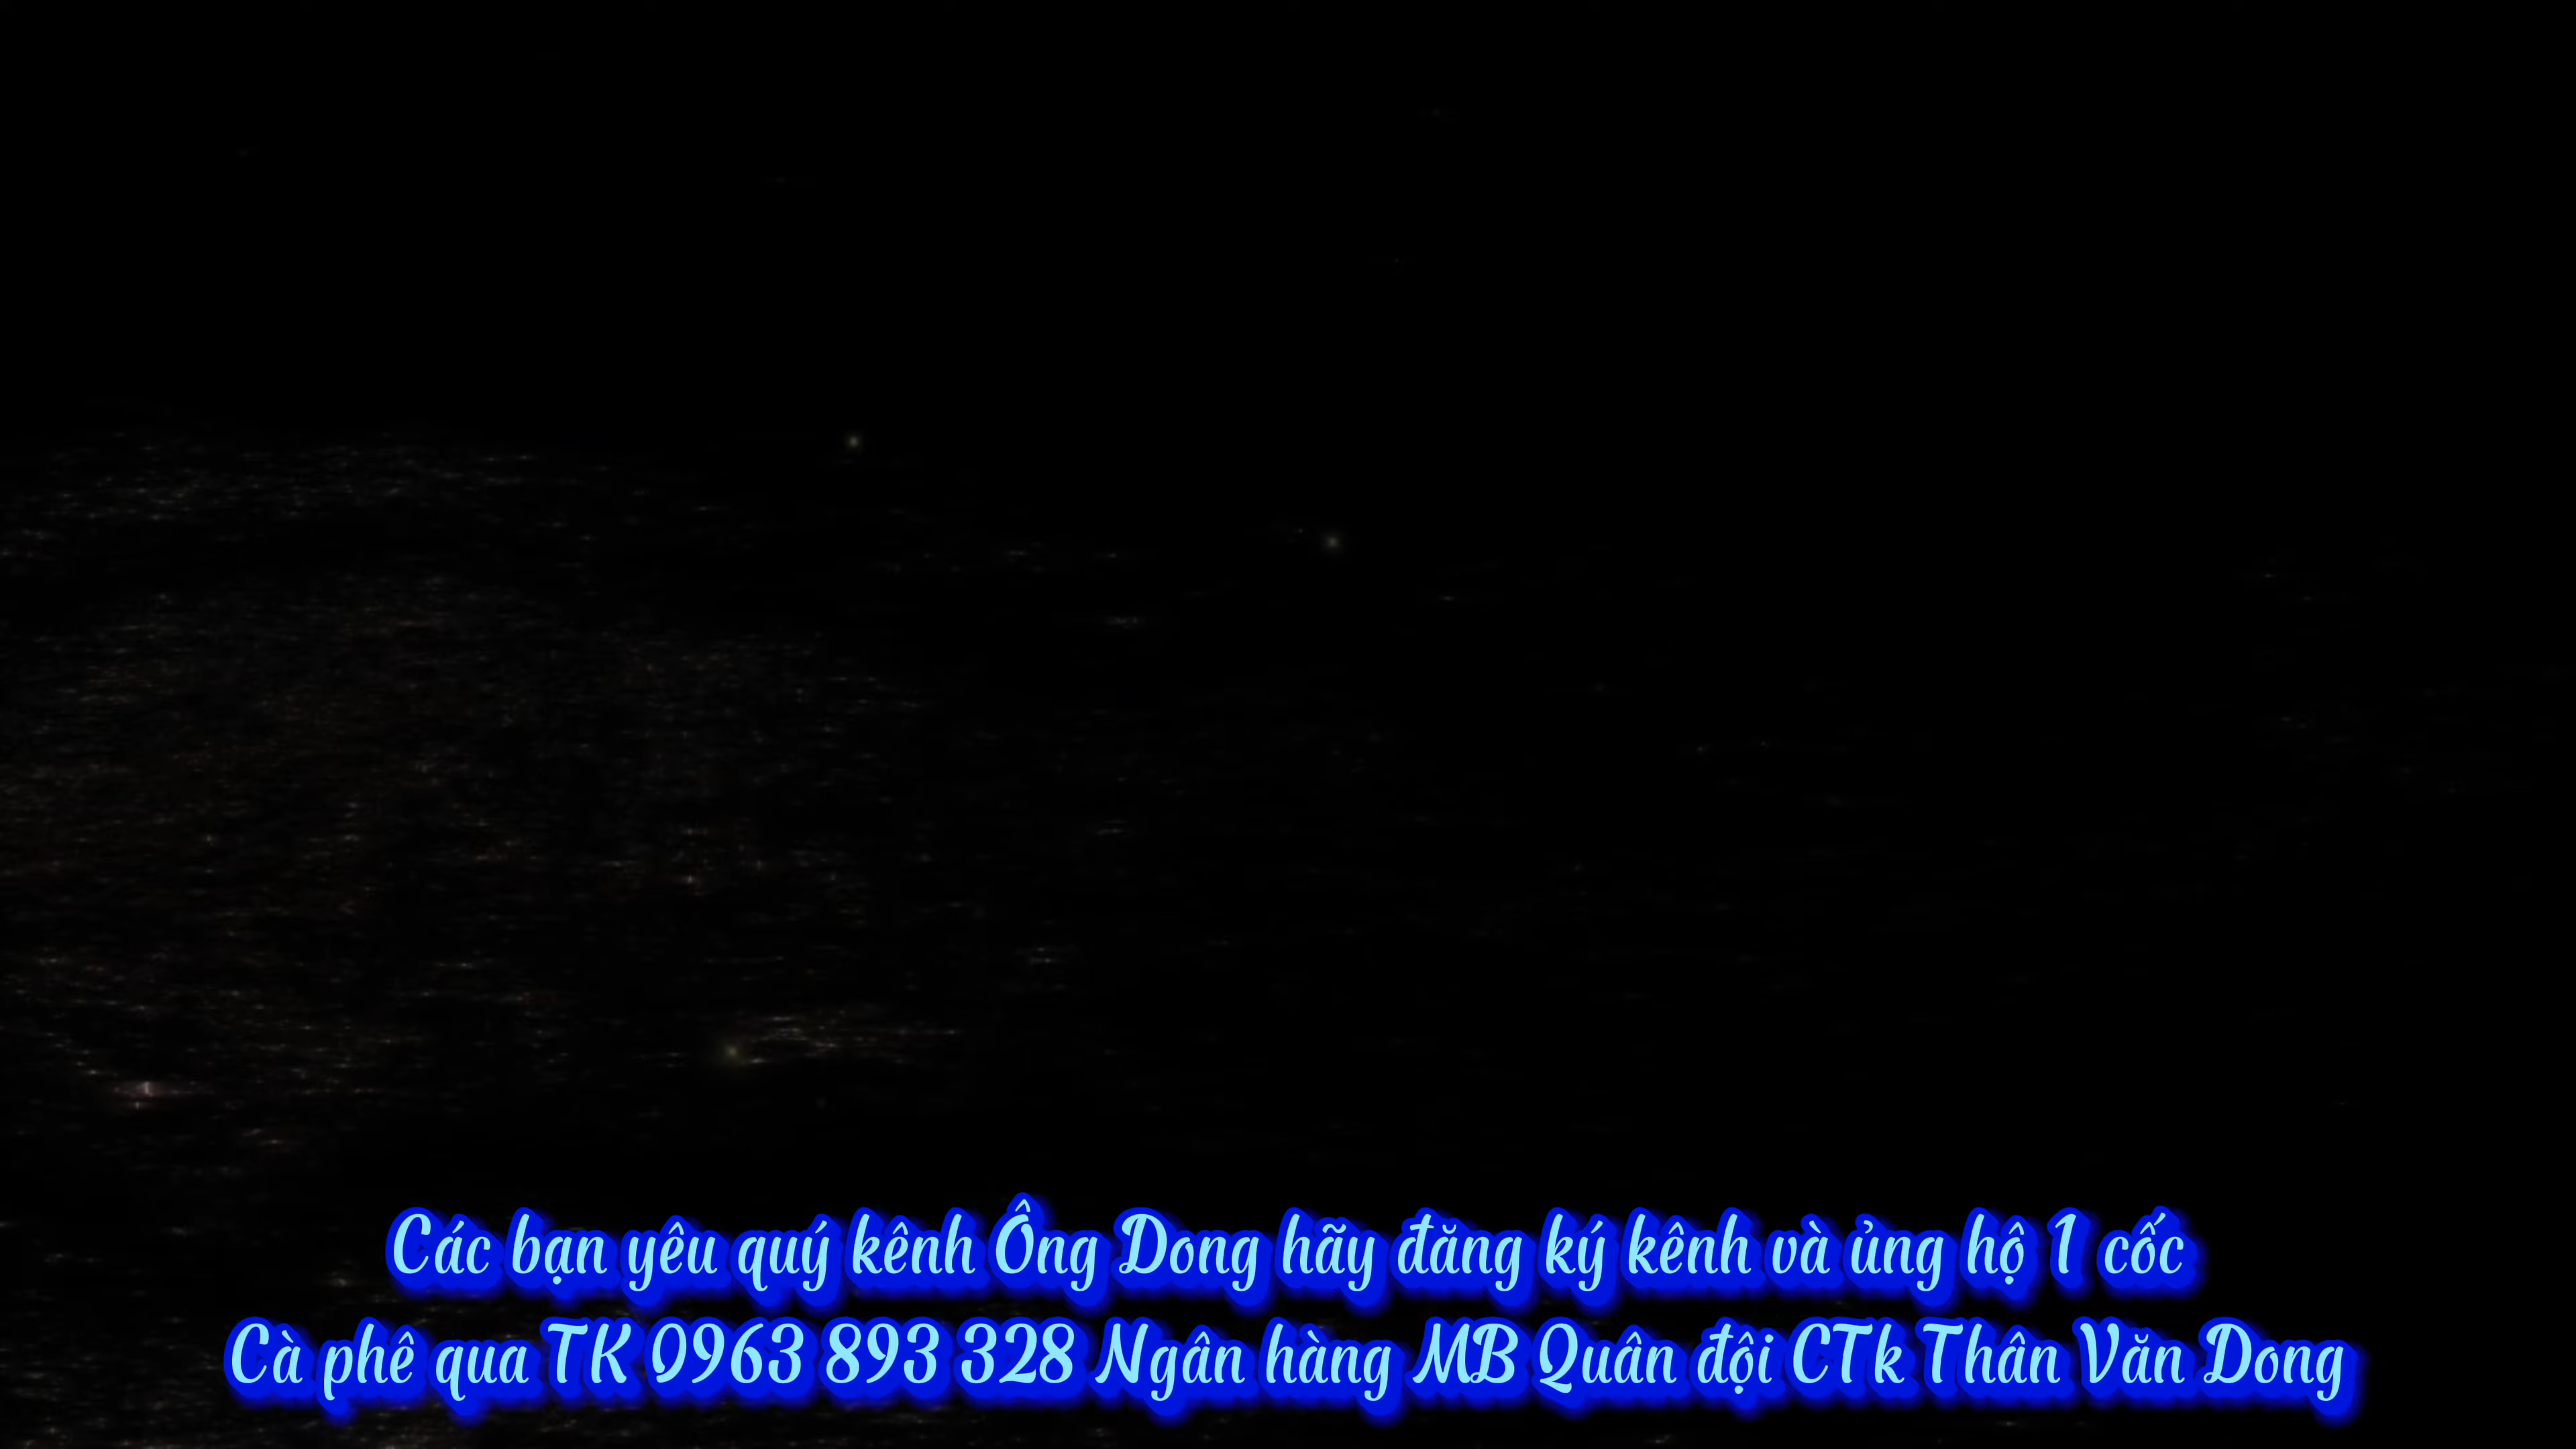 Các bạn yêu quý kênh Ông Dong hãy đăng ký kênh và ủng hộ 1 cốc
Cà phê qua TK 0963 893 328 Ngân hàng MB Quân đội CTk Thân Văn Dong